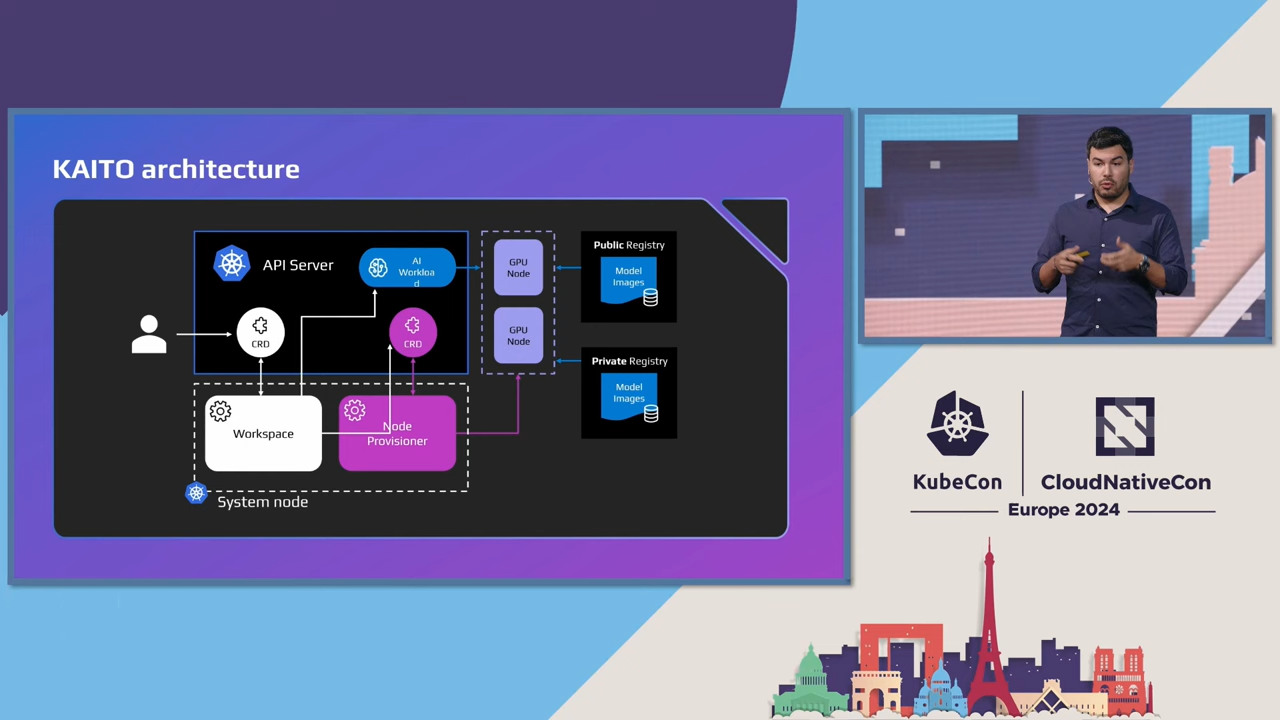 KAITO architecture
API Server
AI
Workloa
d
CRD
CRD
Workspace
Node
Provisioner
System node
GPU
Node
GPU
Node
Public Registry
Model
Images
Private Registry
Model
Images
KubeCon
CloudNativeCon
Europe 2024